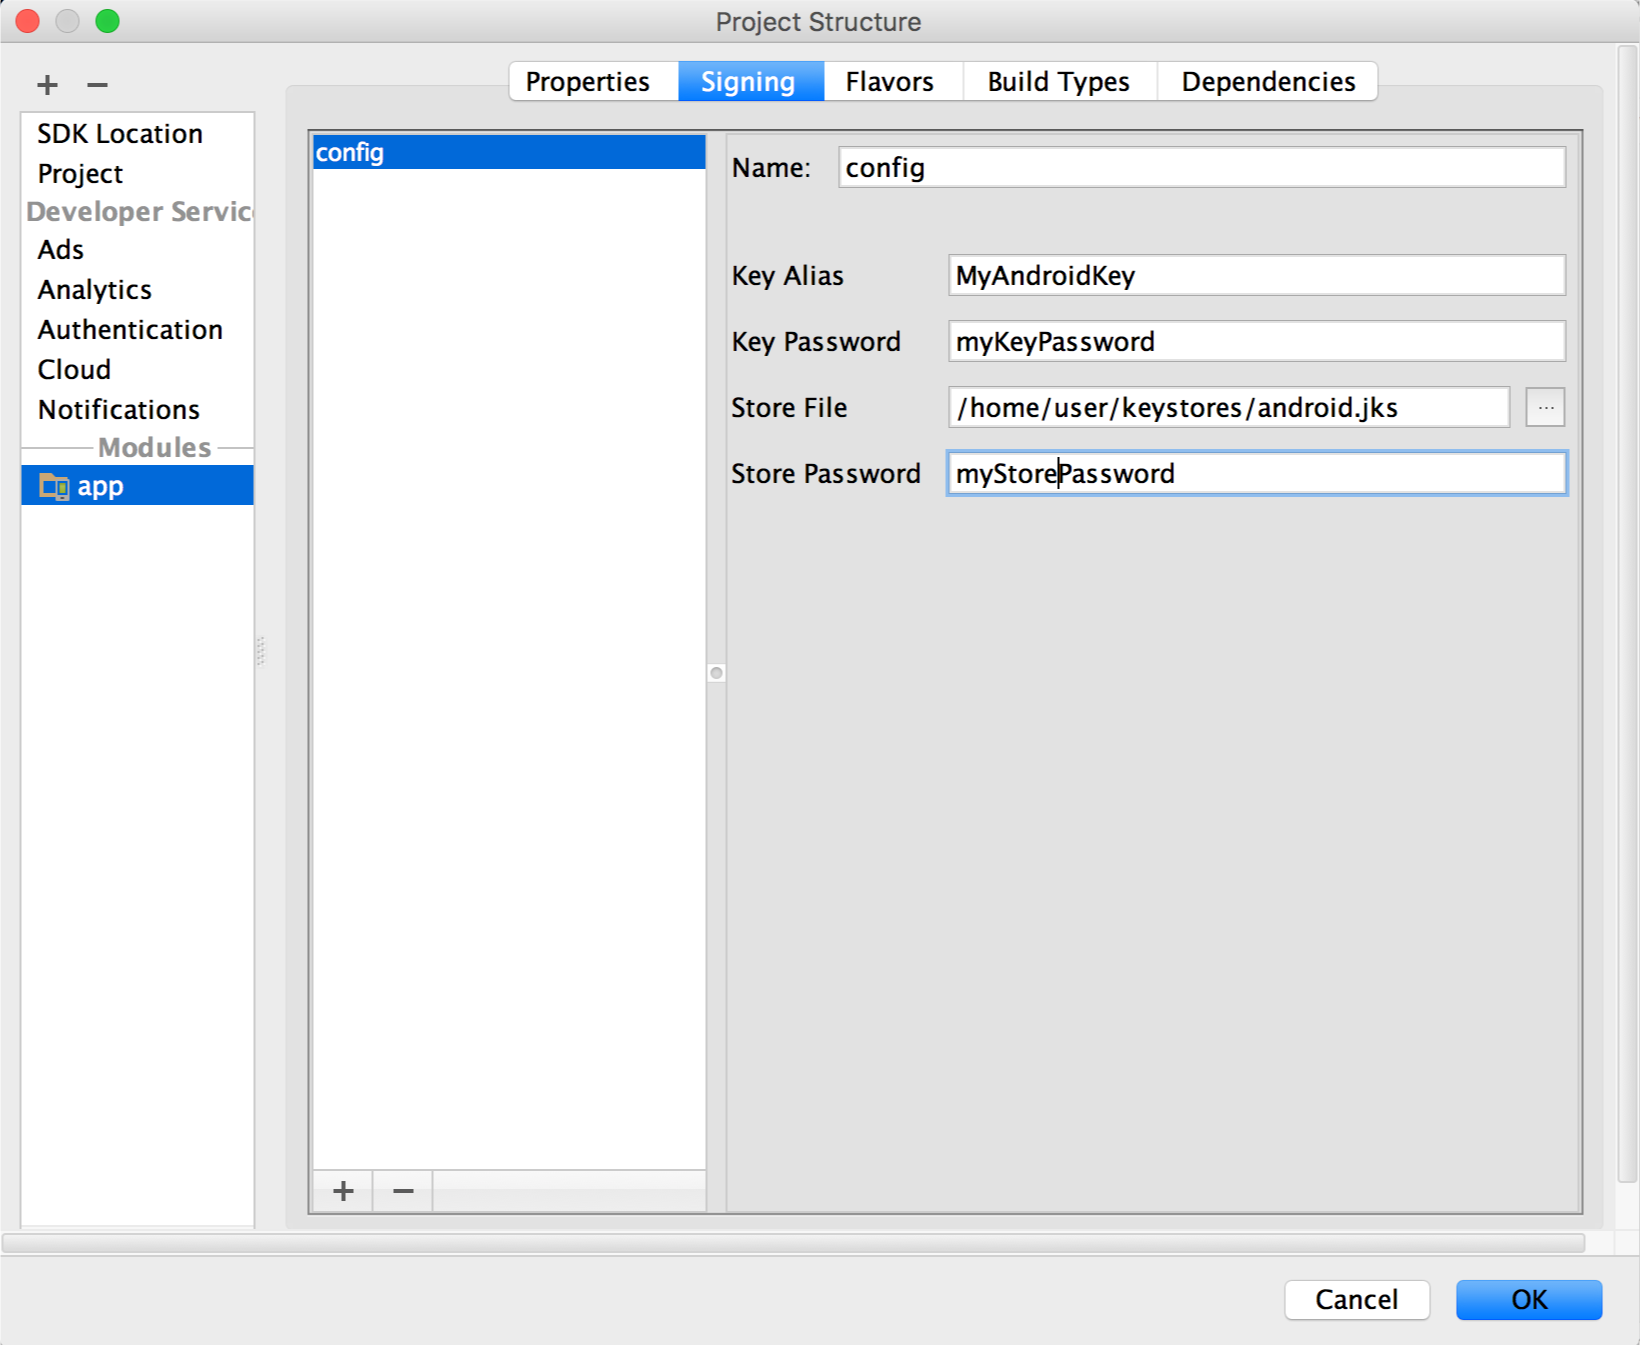 Project Structure
+ −
SDK Location
Project
Developer Servic
Ads
Analytics
Authentication
Cloud
Notifications
Modules
app
Properties Signing Flavors Build Types Dependencies
config
+ −
Name: config
Key Alias MyAndroidKey
Key Password myKeyPassword
Store File /home/user/keystores/android.jks ...
Store Password myStorePassword
Cancel OK